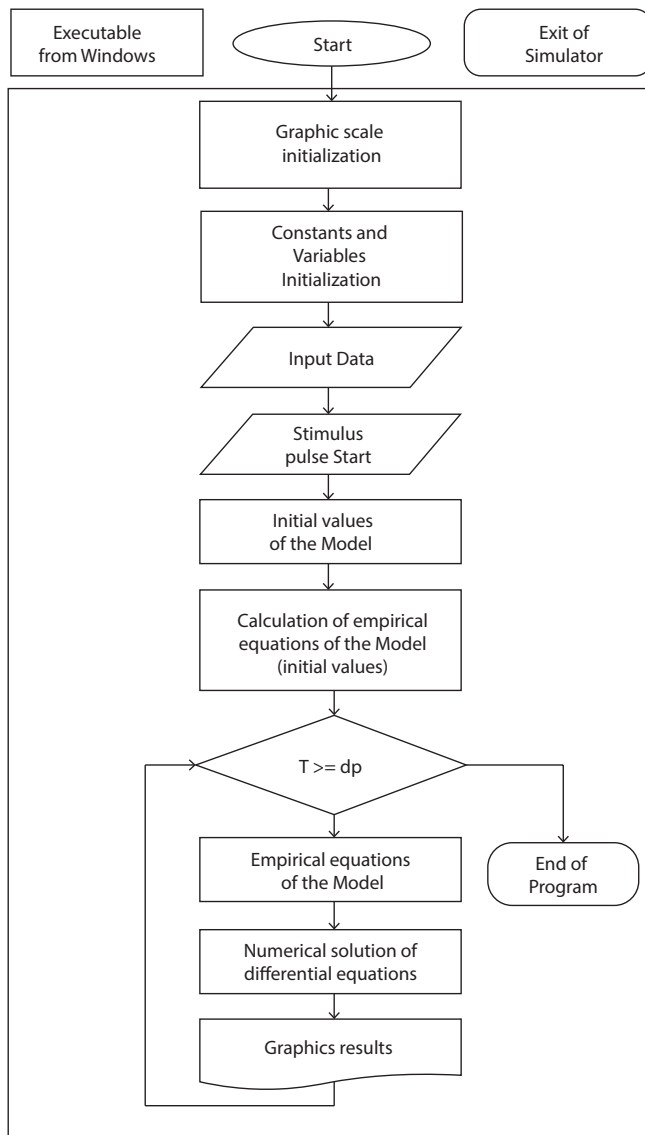 Executable
from Windows
Start
Exit of
Simulator
Graphic scale
initialization
Constants and
Variables
Initialization
Input Data
Stimulus
pulse Start
Initial values
of the Model
Calculation of empirical
equations of the Model
(initial values)
T >= dp
Empirical equations
of the Model
End of
Program
Numerical solution of
differential equations
Graphics results